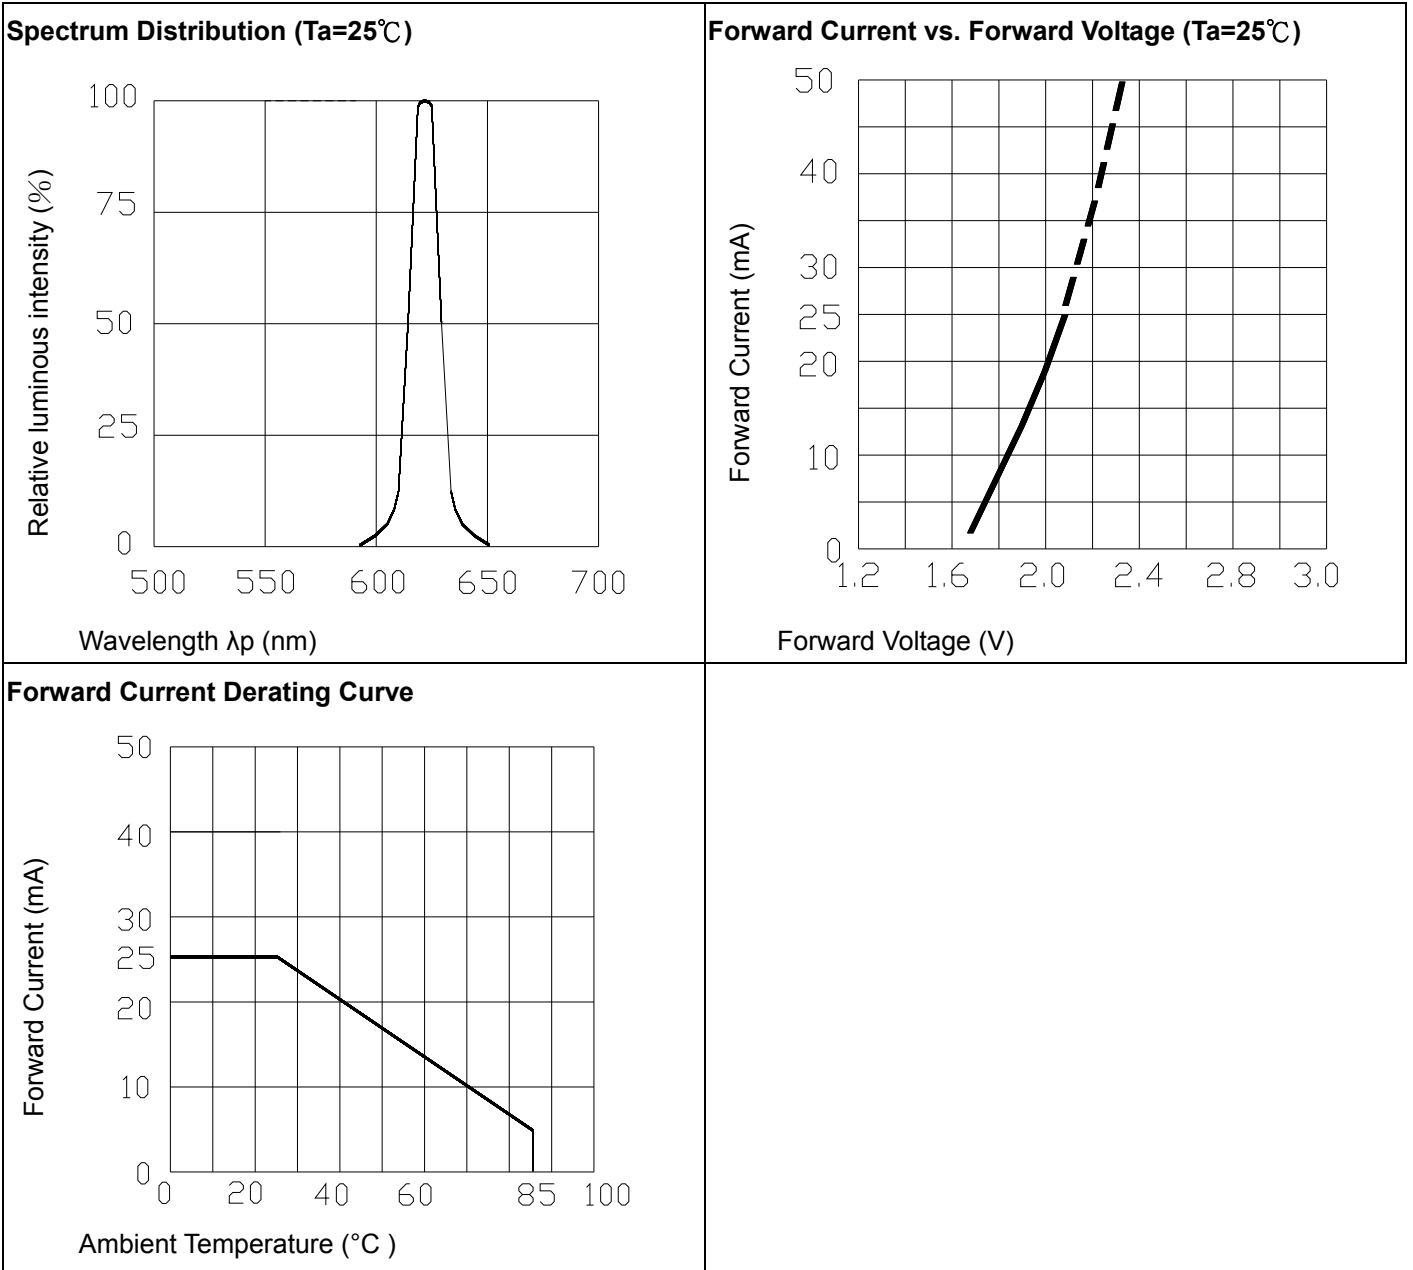 Spectrum Distribution (Ta=25℃)
100
75
50
25
0
500 550 600 650 700
Relative luminous intensity (%)
Wavelength λp (nm)
Forward Current vs. Forward Voltage (Ta=25℃)
50
40
30
25
20
10
0
1.2 1.6 2.0 2.4 2.8 3.0
Forward Current (mA)
Forward Voltage (V)
Forward Current Derating Curve
50
40
30
25
20
10
0
0 20 40 60 85 100
Forward Current (mA)
Ambient Temperature (°C )